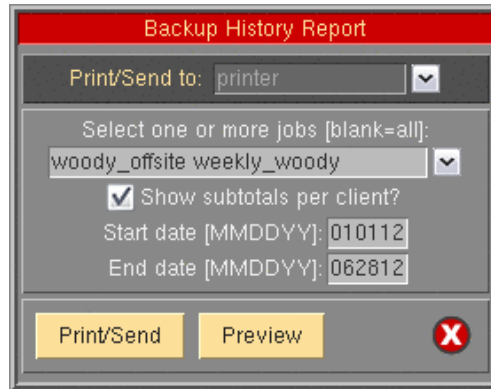 Backup History Report
Print/Send to: printer
Select one or more jobs [blank=all]:
woody_offsite weekly_woody
Show subtotals per client?
Start date [MMDDYY]: 010112
End date [MMDDYY]: 062812
Print/Send Preview